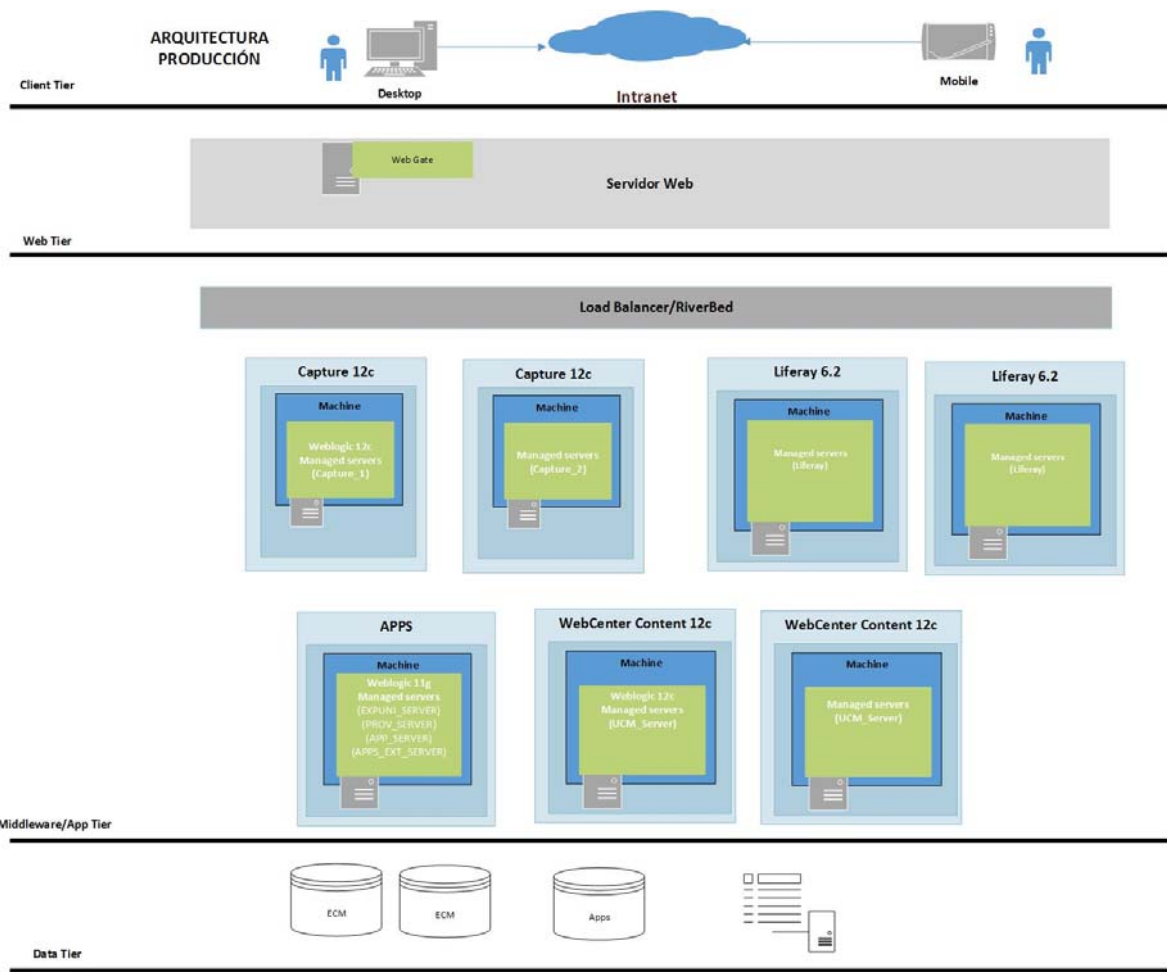 ARQUITECTURA
PRODUCCIÓN
Client Tier
Desktop
Intranet
Mobile
Web Gate
Servidor Web
Web Tier
Load Balancer/RiverBed
Capture 12c
Machine
Weblogic 12c
Managed servers
(Capture_1)
Capture 12c
Machine
Managed servers
(Capture_2)
Liferay 6.2
Machine
Managed servers
(Liferay)
Liferay 6.2
Machine
Managed servers
(Liferay)
APPS
Machine
Weblogic 11g
Managed servers
(EXPUNI_SERVER)
(PROV_SERVER)
(APP_SERVER)
(APPS_EXT_SERVER)
WebCenter Content 12c
Machine
Weblogic 12c
Managed servers
(UCM_Server)
WebCenter Content 12c
Machine
Managed servers
(UCM_Server)
Middleware/App Tier
ECM
ECM
Apps
Data Tier